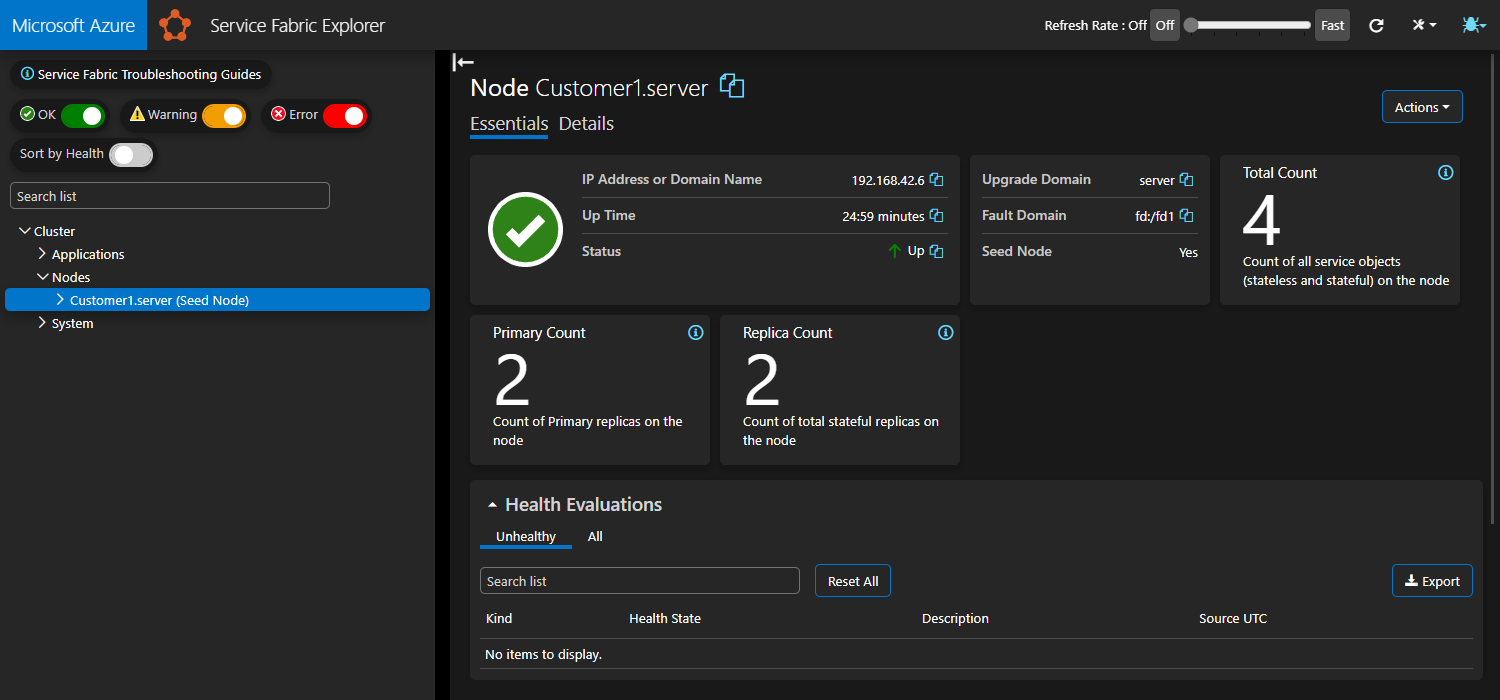 Microsoft Azure
Service Fabric Explorer
Refresh Rate : Off
Off
Fast
Service Fabric Troubleshooting Guides
OK
Warning
Error
Sort by Health
Search list
Cluster
Applications
Nodes
Customer1.server (Seed Node)
System
Node Customer1.server
Actions
Essentials
Details
IP Address or Domain Name
192.168.42.6
Up Time
24:59 minutes
Status
Up
Upgrade Domain
server
Fault Domain
fd:/fd1
Seed Node
Yes
Total Count
4
Count of all service objects
(stateless and stateful) on the node
Primary Count
2
Count of Primary replicas on the
node
Replica Count
2
Count of total stateful replicas on
the node
Health Evaluations
Unhealthy
All
Search list
Reset All
Export
Kind
Health State
Description
Source UTC
No items to display.